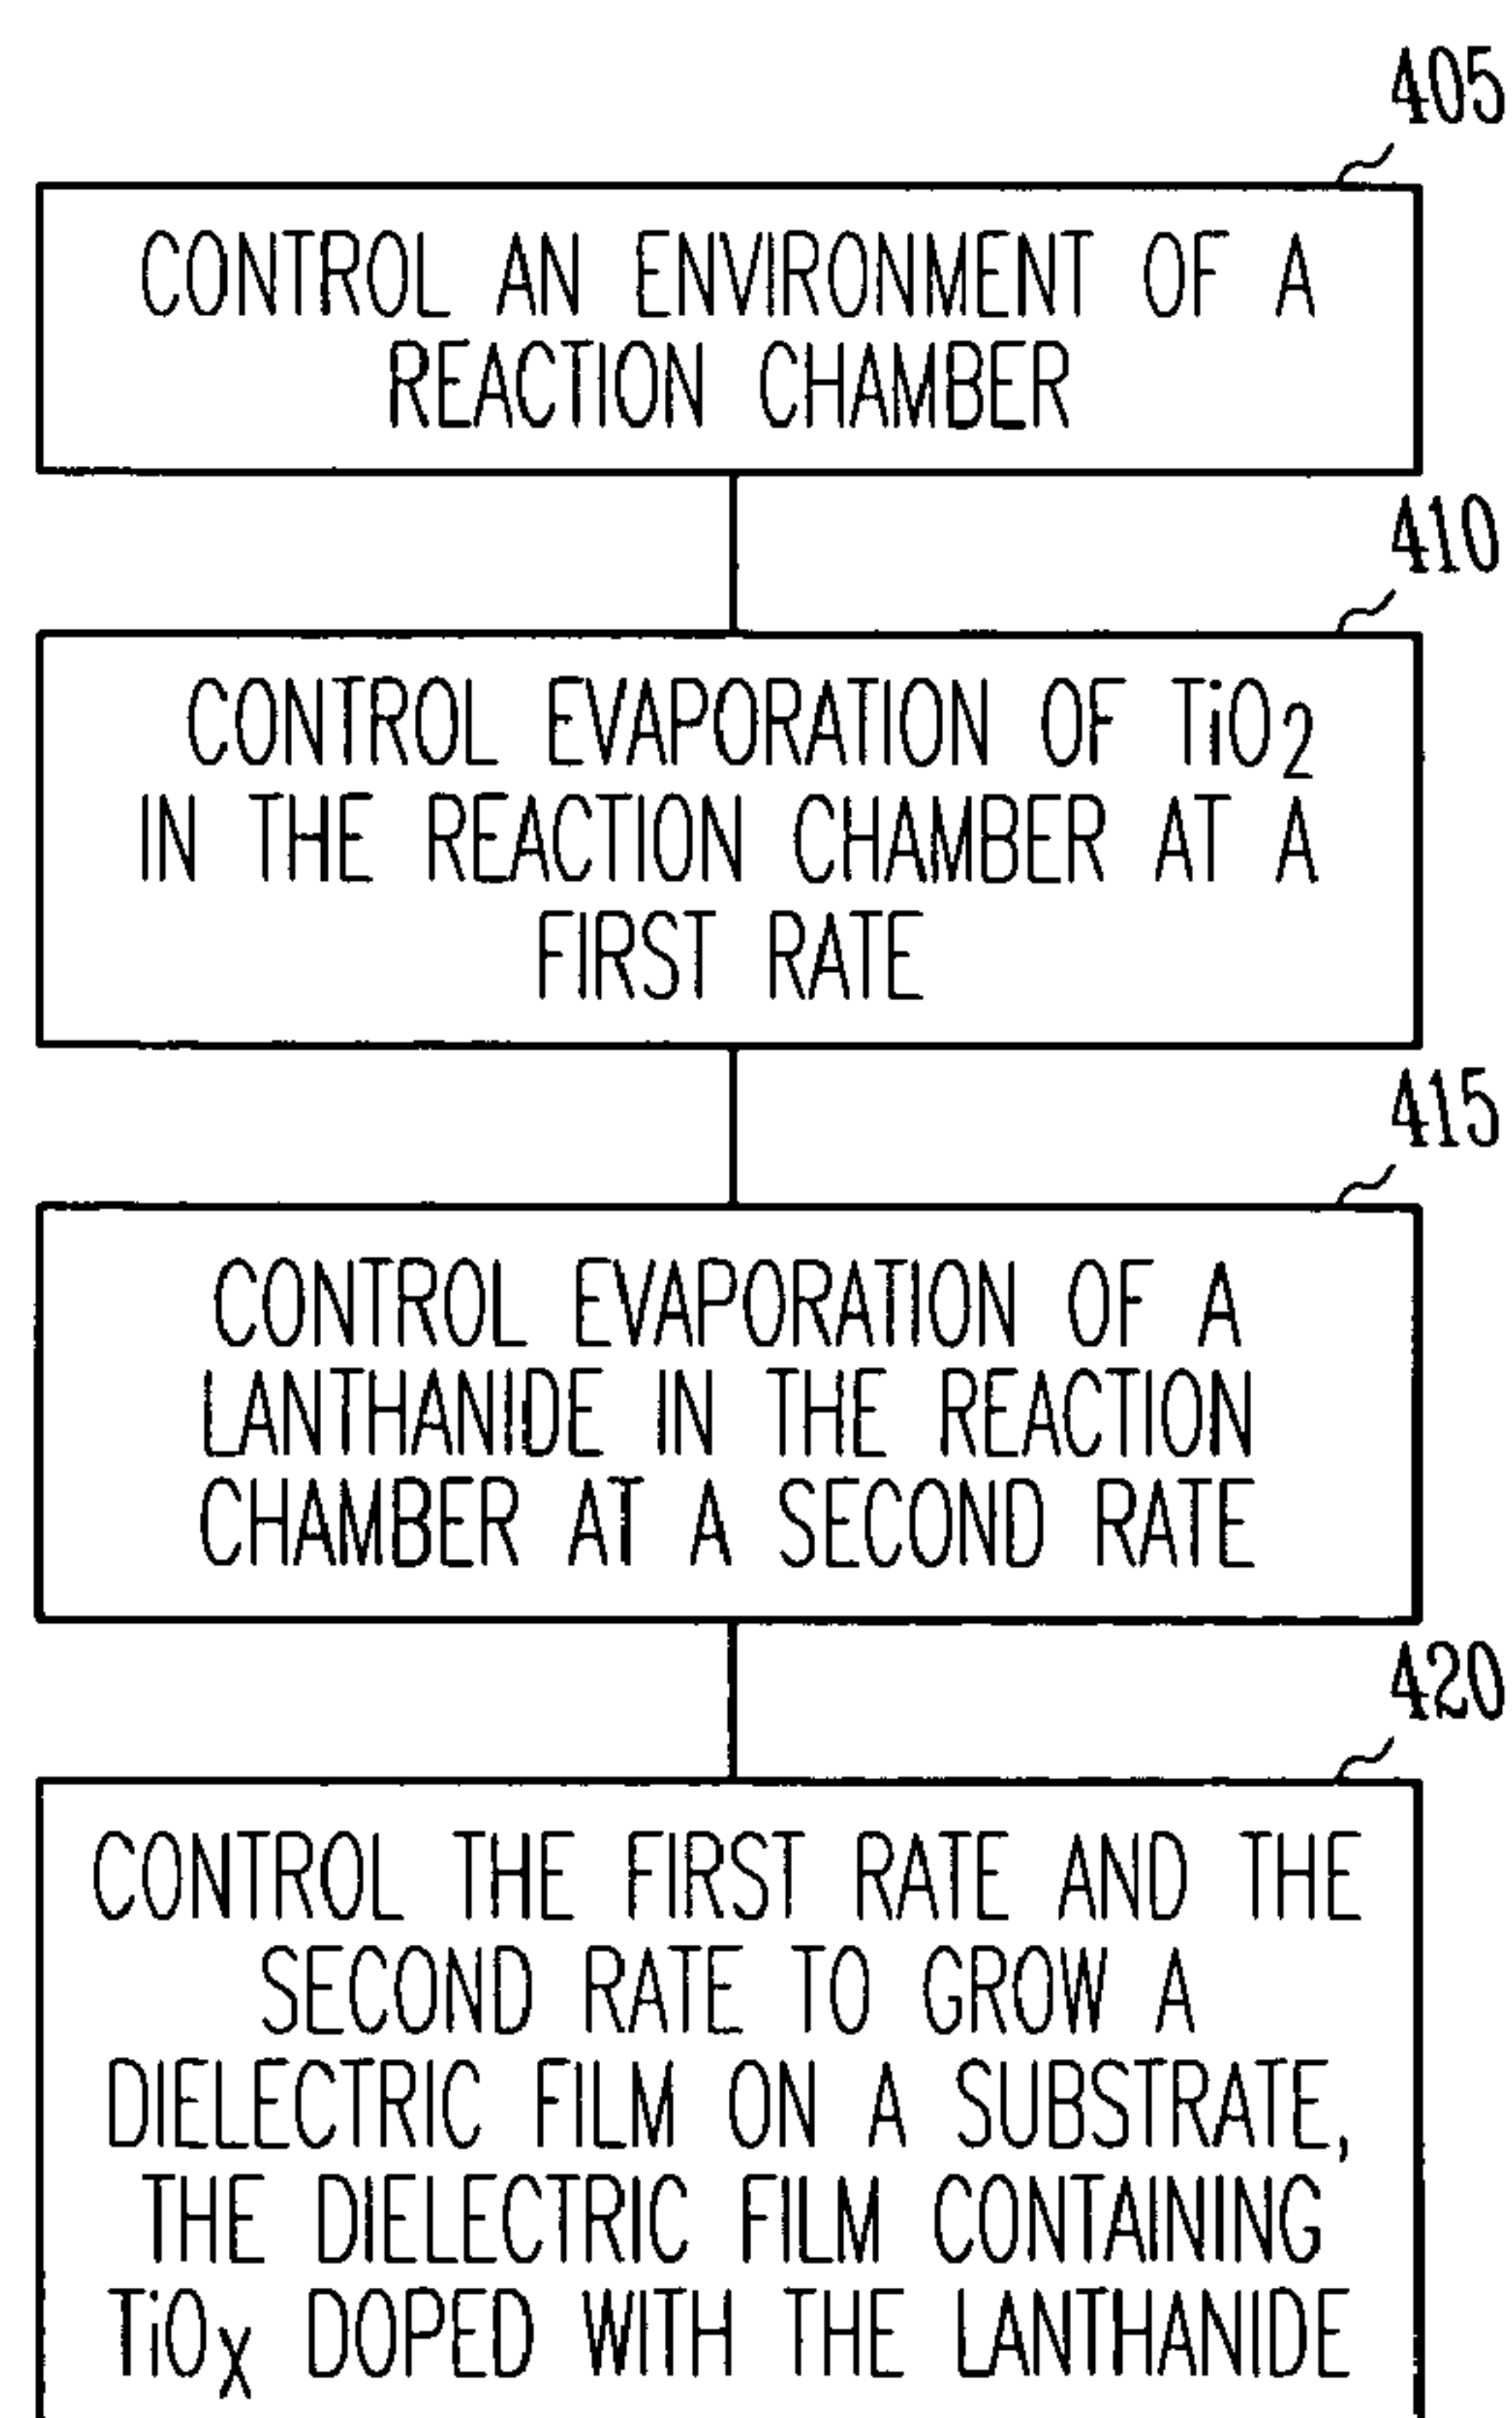 405
CONTROL AN ENVIRONMENT OF A
REACTION CHAMBER
410
CONTROL EVAPORATION OF TiO₂
IN THE REACTION CHAMBER AT A
FIRST RATE
415
CONTROL EVAPORATION OF A
LANTHANIDE IN THE REACTION
CHAMBER AT A SECOND RATE
420
CONTROL THE FIRST RATE AND THE
SECOND RATE TO GROW A
DIELECTRIC FILM ON A SUBSTRATE,
THE DIELECTRIC FILM CONTAINING
TiOₓ DOPED WITH THE LANTHANIDE